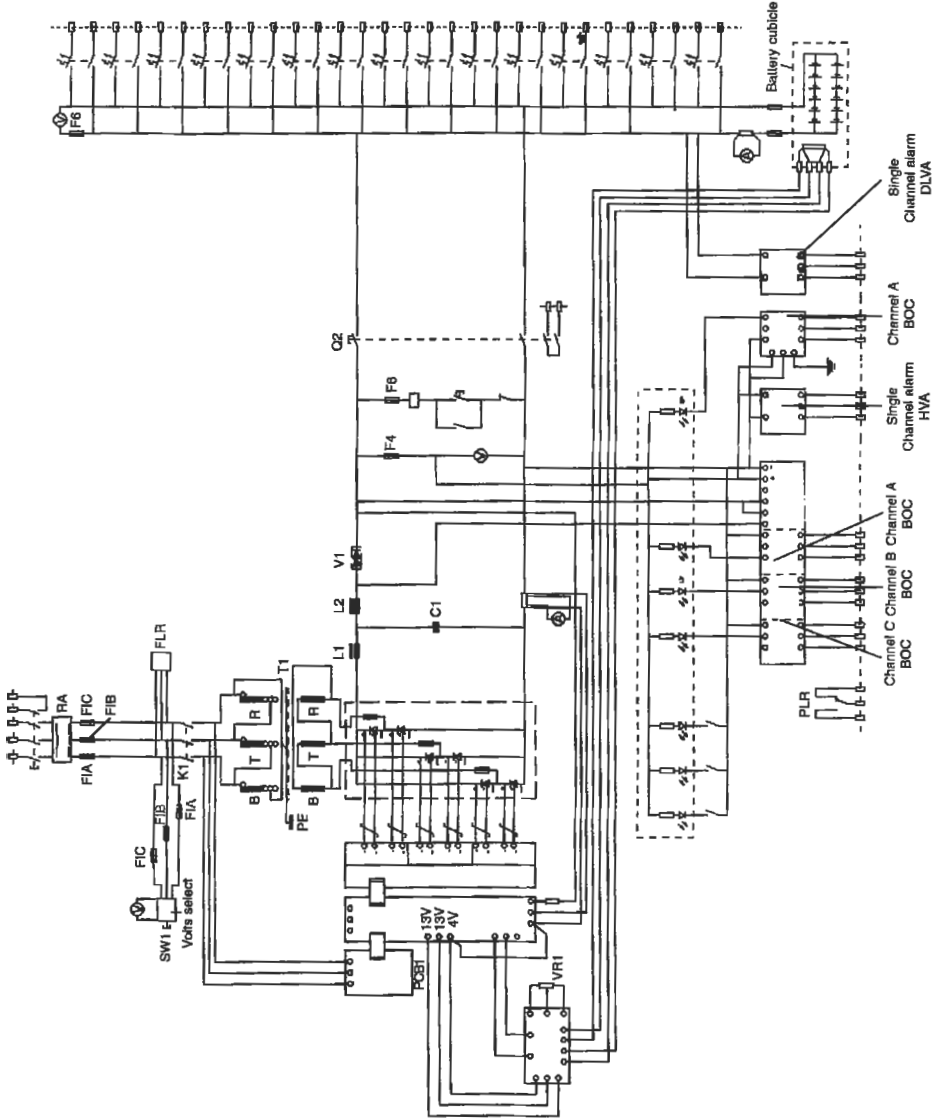 Battery cubicle
V
F6
A
Single
Channel alarm
DLVA
Channel A
BOC
Single
Channel alarm
HVA
Channel A
BOC
Channel B
BOC
Channel C
BOC
PLR
Q2
F6
F4
V
V1
L2
L1
C1
A
RA
FIC
FIB
FIA
FLR
K1
FIB
FIA
FIC
V
SW1
Volts select
T1
R
T
B
R
T
B
PE
13V
13V
4V
PCB1
VR1